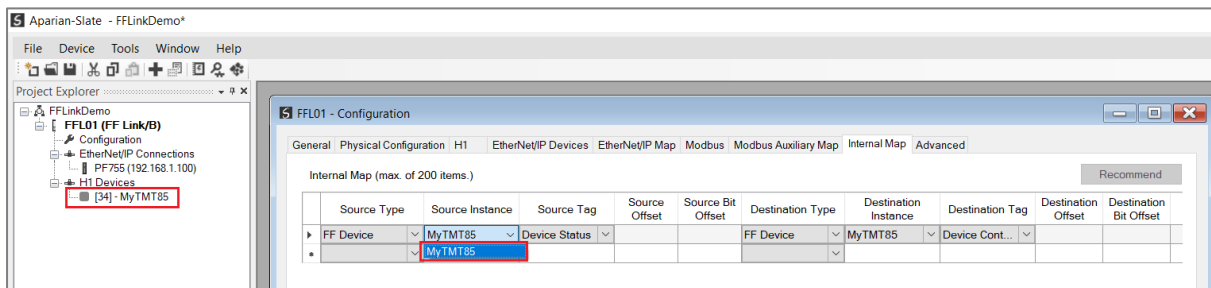 Aparian-Slate - FFLinkDemo*
File Device Tools Window Help
Project Explorer
FFLinkDemo
FFL01 (FF Link/B)
Configuration
EtherNet/IP Connections
PF755 (192.168.1.100)
H1 Devices
[34] - MyTMT85
FFL01 - Configuration
General Physical Configuration H1 EtherNet/IP Devices EtherNet/IP Map Modbus Modbus Auxiliary Map Internal Map Advanced
Internal Map (max. of 200 items.) Recommend
Source Type Source Instance Source Tag Source Offset Source Bit Offset Destination Type Destination Instance Destination Tag Destination Offset Destination Bit Offset
FF Device MyTMT85 Device Status FF Device MyTMT85 Device Cont...
MyTMT85